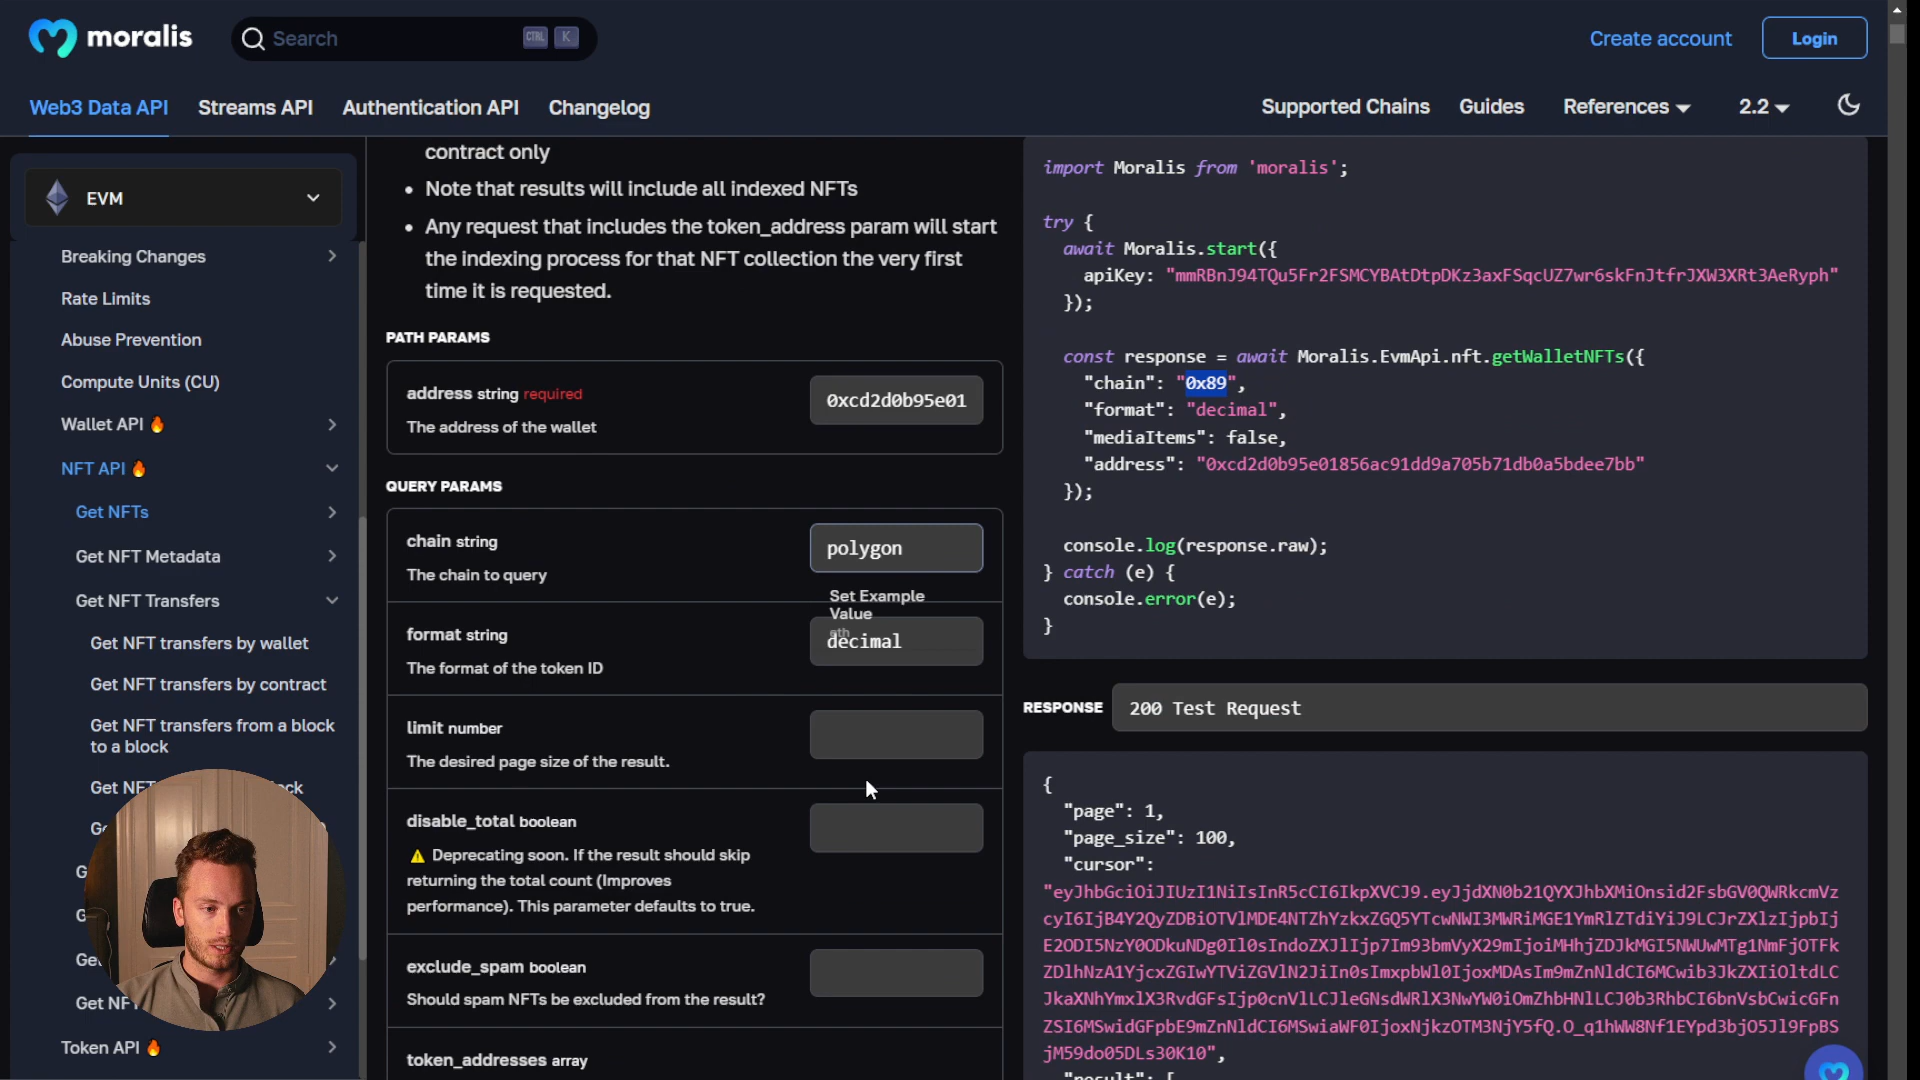 moralis
Search
CTRL K
Create account
Login
Web3 Data API
Streams API
Authentication API
Changelog
Supported Chains
Guides
References
2.2
EVM
Breaking Changes
Rate Limits
Abuse Prevention
Compute Units (CU)
Wallet API 🔥
NFT API 🔥
Get NFTs
Get NFT Metadata
Get NFT Transfers
Get NFT transfers by wallet
Get NFT transfers by contract
Get NFT transfers from a block
to a block
Token API 🔥
contract only
• Note that results will include all indexed NFTs
• Any request that includes the token_address param will start
the indexing process for that NFT collection the very first
time it is requested.
PATH PARAMS
address string required
0xcd2d0b95e01
The address of the wallet
QUERY PARAMS
chain string
polygon
The chain to query
Set Example
Value
eth
format string
decimal
The format of the token ID
limit number
The desired page size of the result.
disable_total boolean
⚠️ Deprecating soon. If the result should skip
returning the total count (Improves
performance). This parameter defaults to true.
exclude_spam boolean
Should spam NFTs be excluded from the result?
token_addresses array
import Moralis from 'moralis';
try {
await Moralis.start({
apiKey: "mmRBnJ94TQu5Fr2FSMCYBAtDtpDKz3axFSqcUZ7wr6skFnJtfrJXW3XRt3AeRyph"
});
const response = await Moralis.EvmApi.nft.getWalletNFTs({
"chain": "0x89",
"format": "decimal",
"mediaItems": false,
"address": "0xcd2d0b95e01856ac91dd9a705b71db0a5bdee7bb"
});
console.log(response.raw);
} catch (e) {
console.error(e);
}
RESPONSE
200 Test Request
{
"page": 1,
"page_size": 100,
"cursor":